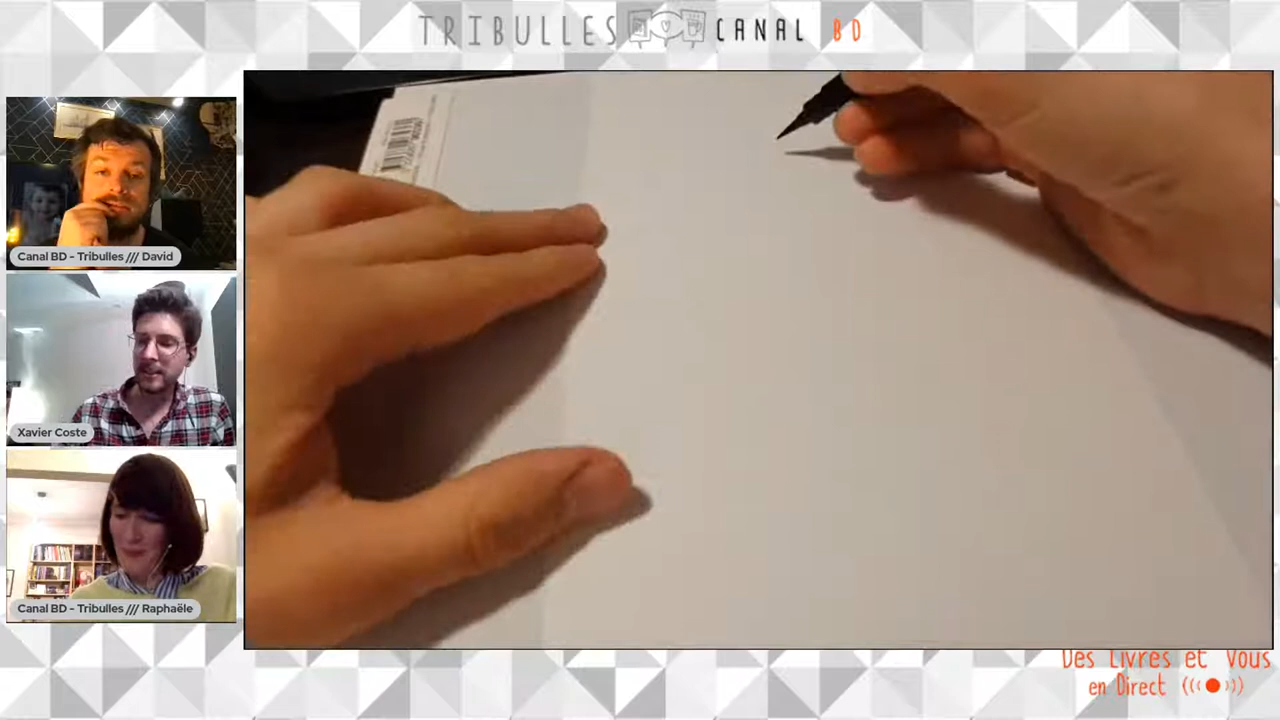 TRIBULLES CANAL BD
Canal BD - Tribulles /// David
Xavier Coste
Canal BD - Tribulles /// Raphaële
Des Livres et Vous
en Direct